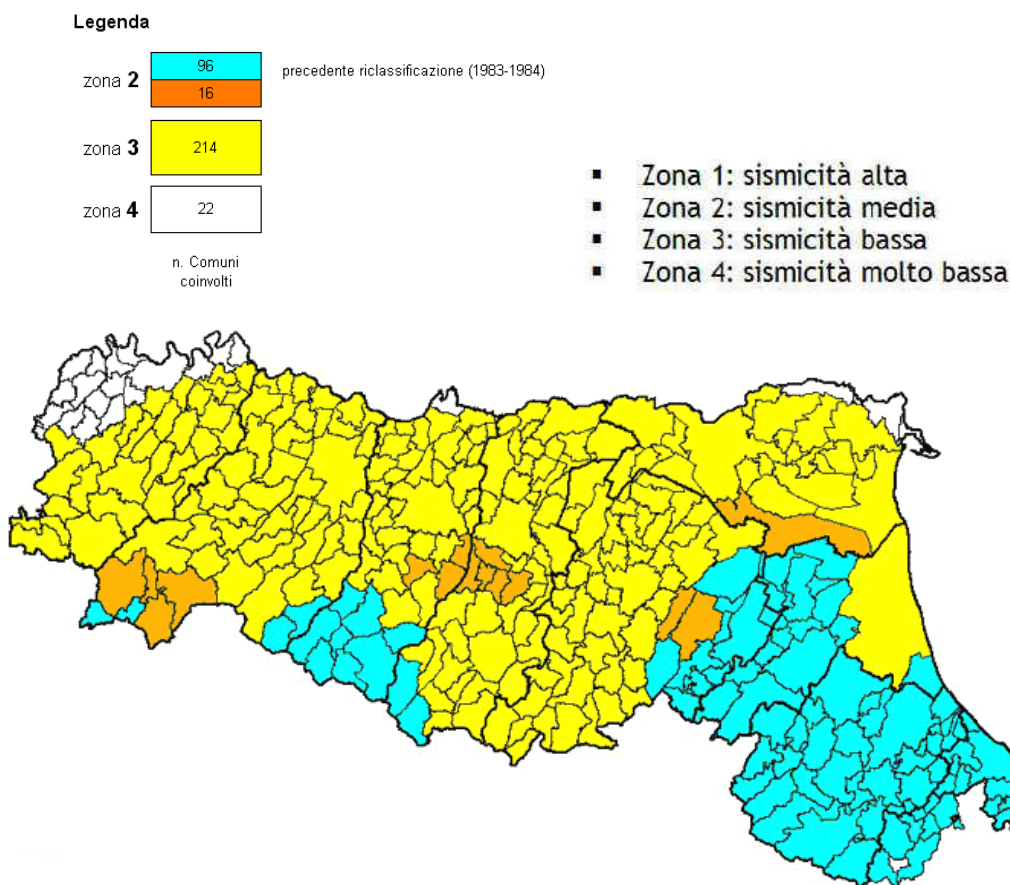 Legenda
zona 2
96
precedente riclassificazione (1983-1984)
16
zona 3
214
zona 4
22
n. Comuni
coinvolti
▪ Zona 1: sismicità alta
▪ Zona 2: sismicità media
▪ Zona 3: sismicità bassa
▪ Zona 4: sismicità molto bassa